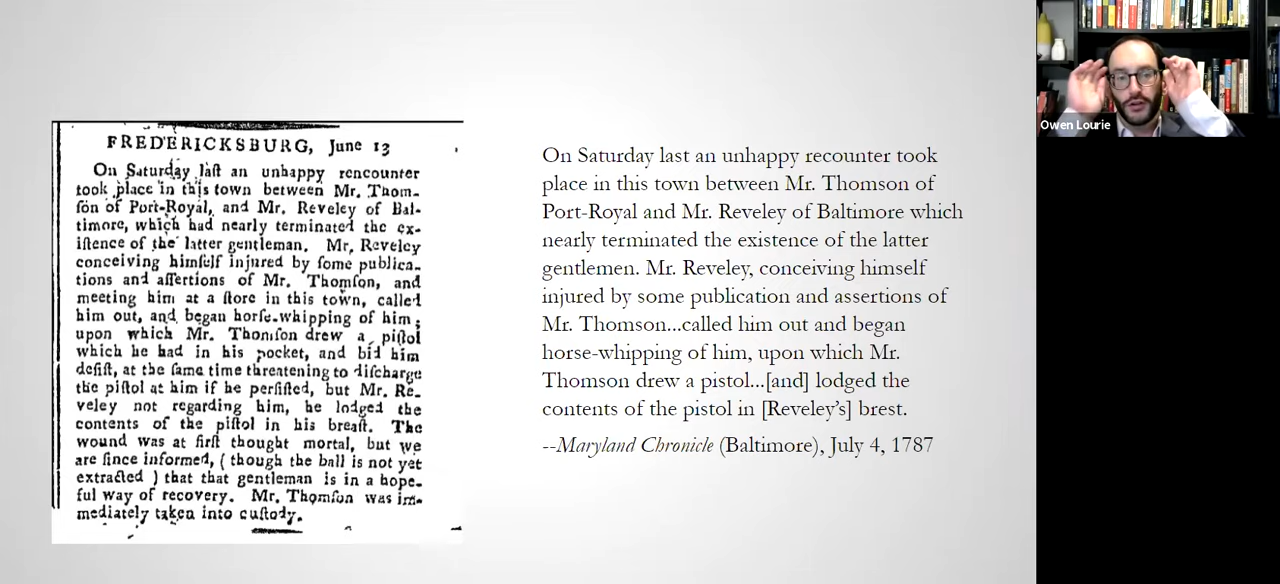 FREDERICKSBURG, June 13
On Saturday laſt an unhappy rencounter
took place in this town between Mr. Thom-
ſon of Port-Royal, and Mr. Reveley of Bal-
timore, which had nearly terminated the ex-
iſtence of the latter gentleman. Mr. Reveley
conceiving himſelf injured by ſome publica-
tions and aſſertions of Mr. Thomſon, and
meeting him at a ſtore in this town, called
him out, and began horſe-whipping of him;
upon which Mr. Thomſon drew a piſtol
which he had in his pocket, and bid him
deſiſt, at the ſame time threatening to diſcharge
the piſtol at him if he perſiſted, but Mr. Re-
veley not regarding him, he lodged the
contents of the piſtol in his breaſt. The
wound was at firſt thought mortal, but we
are ſince informed, ( though the ball is not yet
extracted ) that that gentleman is in a hope-
ful way of recovery. Mr. Thomſon was im-
mediately taken into cuſtody.
On Saturday last an unhappy recounter took
place in this town between Mr. Thomson of
Port-Royal and Mr. Reveley of Baltimore which
nearly terminated the existence of the latter
gentlemen. Mr. Reveley, conceiving himself
injured by some publication and assertions of
Mr. Thomson...called him out and began
horse-whipping of him, upon which Mr.
Thomson drew a pistol...[and] lodged the
contents of the pistol in [Reveley's] brest.
--Maryland Chronicle (Baltimore), July 4, 1787
Owen Lourie